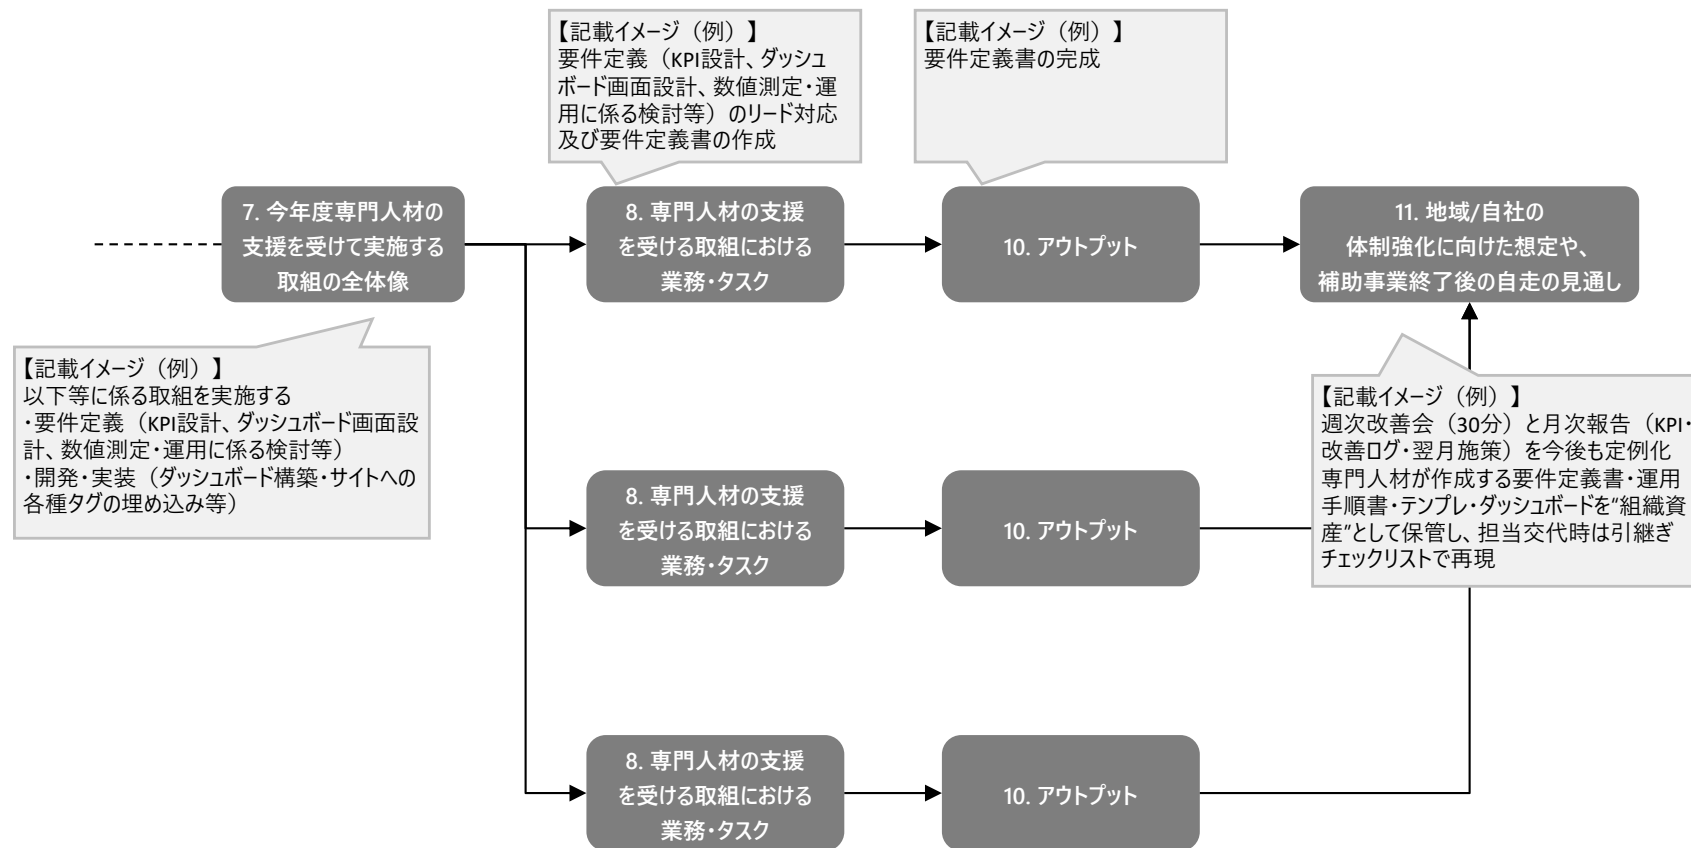 【記載イメージ（例）】
要件定義（KPI設計、ダッシュ
ボード画面設計、数値測定・運
用に係る検討等）のリード対応
及び要件定義書の作成
【記載イメージ（例）】
要件定義書の完成
7. 今年度専門人材の
支援を受けて実施する
取組の全体像
8. 専門人材の支援
を受ける取組における
業務・タスク
10. アウトプット
11. 地域/自社の
体制強化に向けた想定や、
補助事業終了後の自走の見通し
【記載イメージ（例）】
以下等に係る取組を実施する
・要件定義（KPI設計、ダッシュボード画面設
計、数値測定・運用に係る検討等）
・開発・実装（ダッシュボード構築・サイトへの
各種タグの埋め込み等）
【記載イメージ（例）】
週次改善会（30分）と月次報告（KPI・
改善ログ・翌月施策）を今後も定例化
専門人材が作成する要件定義書・運用
手順書・テンプレ・ダッシュボードを“組織資
産”として保管し、担当交代時は引継ぎ
チェックリストで再現
8. 専門人材の支援
を受ける取組における
業務・タスク
10. アウトプット
8. 専門人材の支援
を受ける取組における
業務・タスク
10. アウトプット